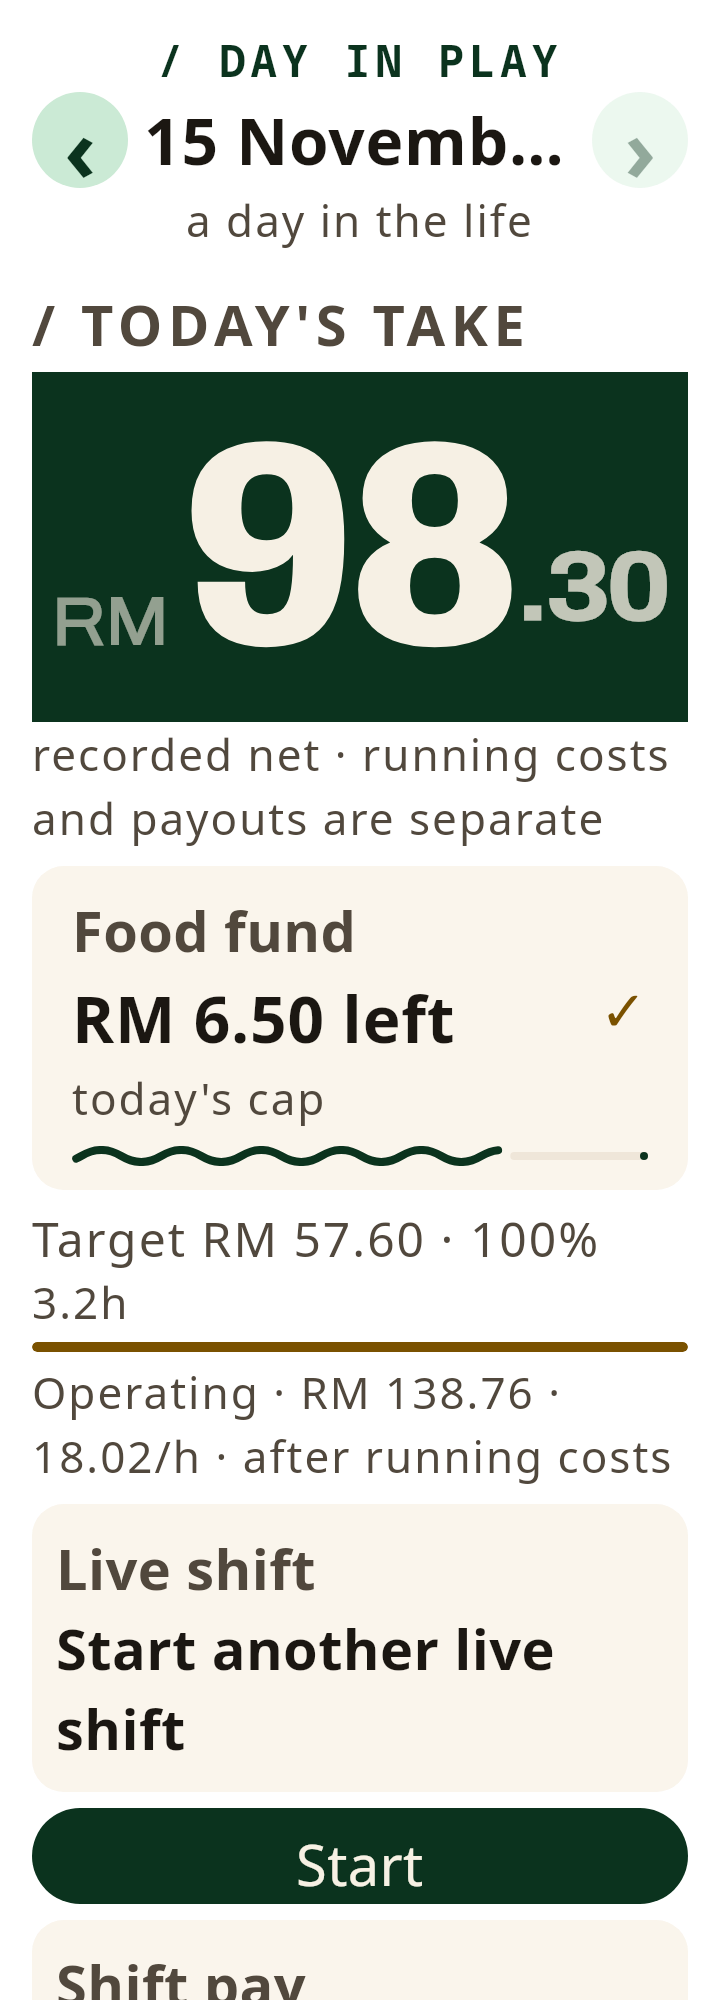 / DAY IN PLAY
‹ 15 Novemb... ›
a day in the life
/ TODAY'S TAKE
RM 98.30
recorded net · running costs
and payouts are separate
Food fund
RM 6.50 left ✓
today's cap
Target RM 57.60 · 100%
3.2h
Operating · RM 138.76 ·
18.02/h · after running costs
Live shift
Start another live
shift
Start
Shift pay